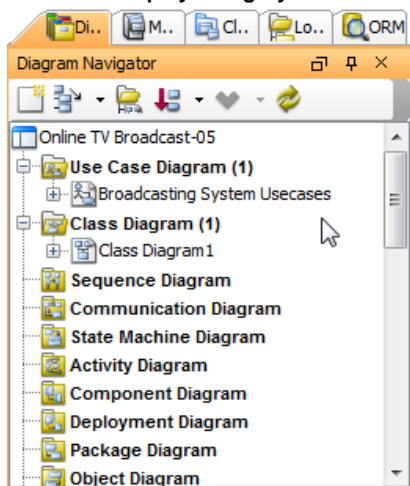 Di.. M.. Cl.. Lo.. ORM
Diagram Navigator
Online TV Broadcast-05
Use Case Diagram (1)
Broadcasting System Usecases
Class Diagram (1)
Class Diagram1
Sequence Diagram
Communication Diagram
State Machine Diagram
Activity Diagram
Component Diagram
Deployment Diagram
Package Diagram
Object Diagram